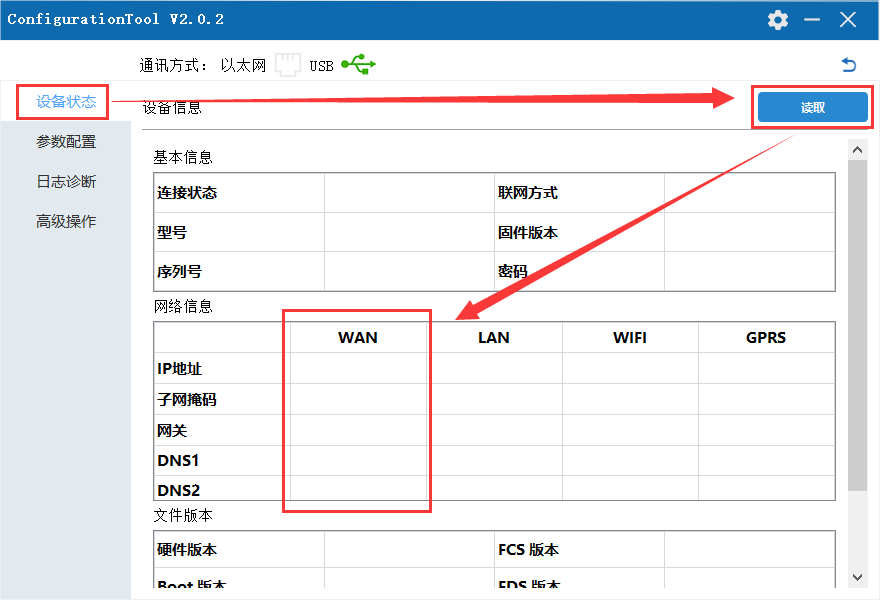 ConfigurationTool V2.0.2
通讯方式： 以太网 USB
设备状态
参数配置
日志诊断
高级操作
设备信息
读取
基本信息
连接状态 联网方式
型号 固件版本
序列号 密码
网络信息
WAN LAN WIFI GPRS
IP地址
子网掩码
网关
DNS1
DNS2
文件版本
硬件版本 FCS 版本
Boot 版本 FDS 版本